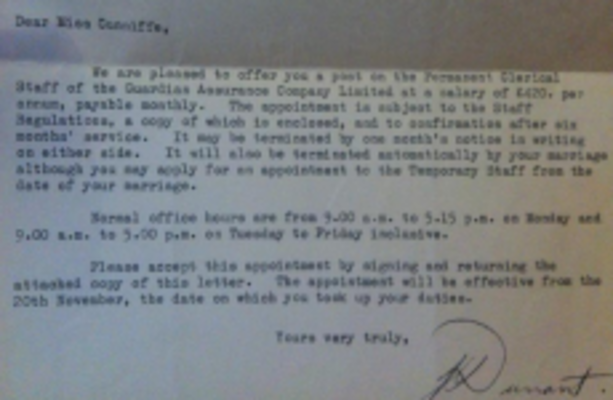 Dear Miss Cunliffe,
We are pleased to offer you a post on the Permanent Clerical
Staff of the Guardian Assurance Company Limited at a salary of £420. per
annum, payable monthly. The appointment is subject to the Staff
Regulations, a copy of which is enclosed, and to confirmation after six
months' service. It may be terminated by one month's notice in writing
on either side. It will also be terminated automatically by your marriage
although you may apply for an appointment to the Temporary Staff from the
date of your marriage.
Normal office hours are from 9.00 a.m. to 5.15 p.m. on Monday and
9.00 a.m. to 5.00 p.m. on Tuesday to Friday inclusive.
Please accept this appointment by signing and returning the
attached copy of this letter. The appointment will be effective from the
20th November, the date on which you took up your duties.
Yours very truly,